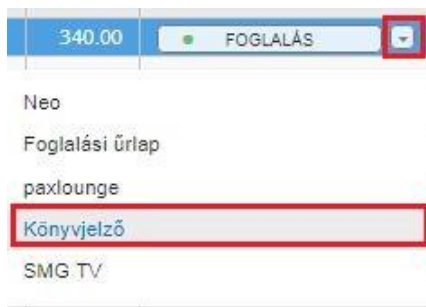 340.00 FOGLALÁS
Neo
Foglalási űrlap
paxlounge
Könyvjelző
SMG TV